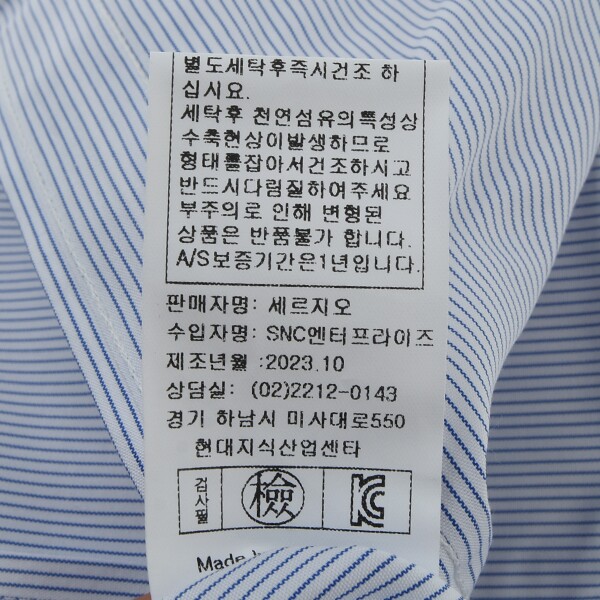 별도세탁후즉시건조 하
십시요.
세탁후 천연섬유의특성상
수축현상이발생하므로
형태를잡아서건조하시고
반드시다림질하여주세요
부주의로 인해 변형된
상품은 반품불가 합니다.
A/S보증기간은1년입니다.
판매자명: 세르지오
수입자명: SNC엔터프라이즈
제조년월 :2023.10
상담실: (02)2212-0143
경기 하남시 미사대로550
현대지식산업센타
검사필 檢 KC
Made